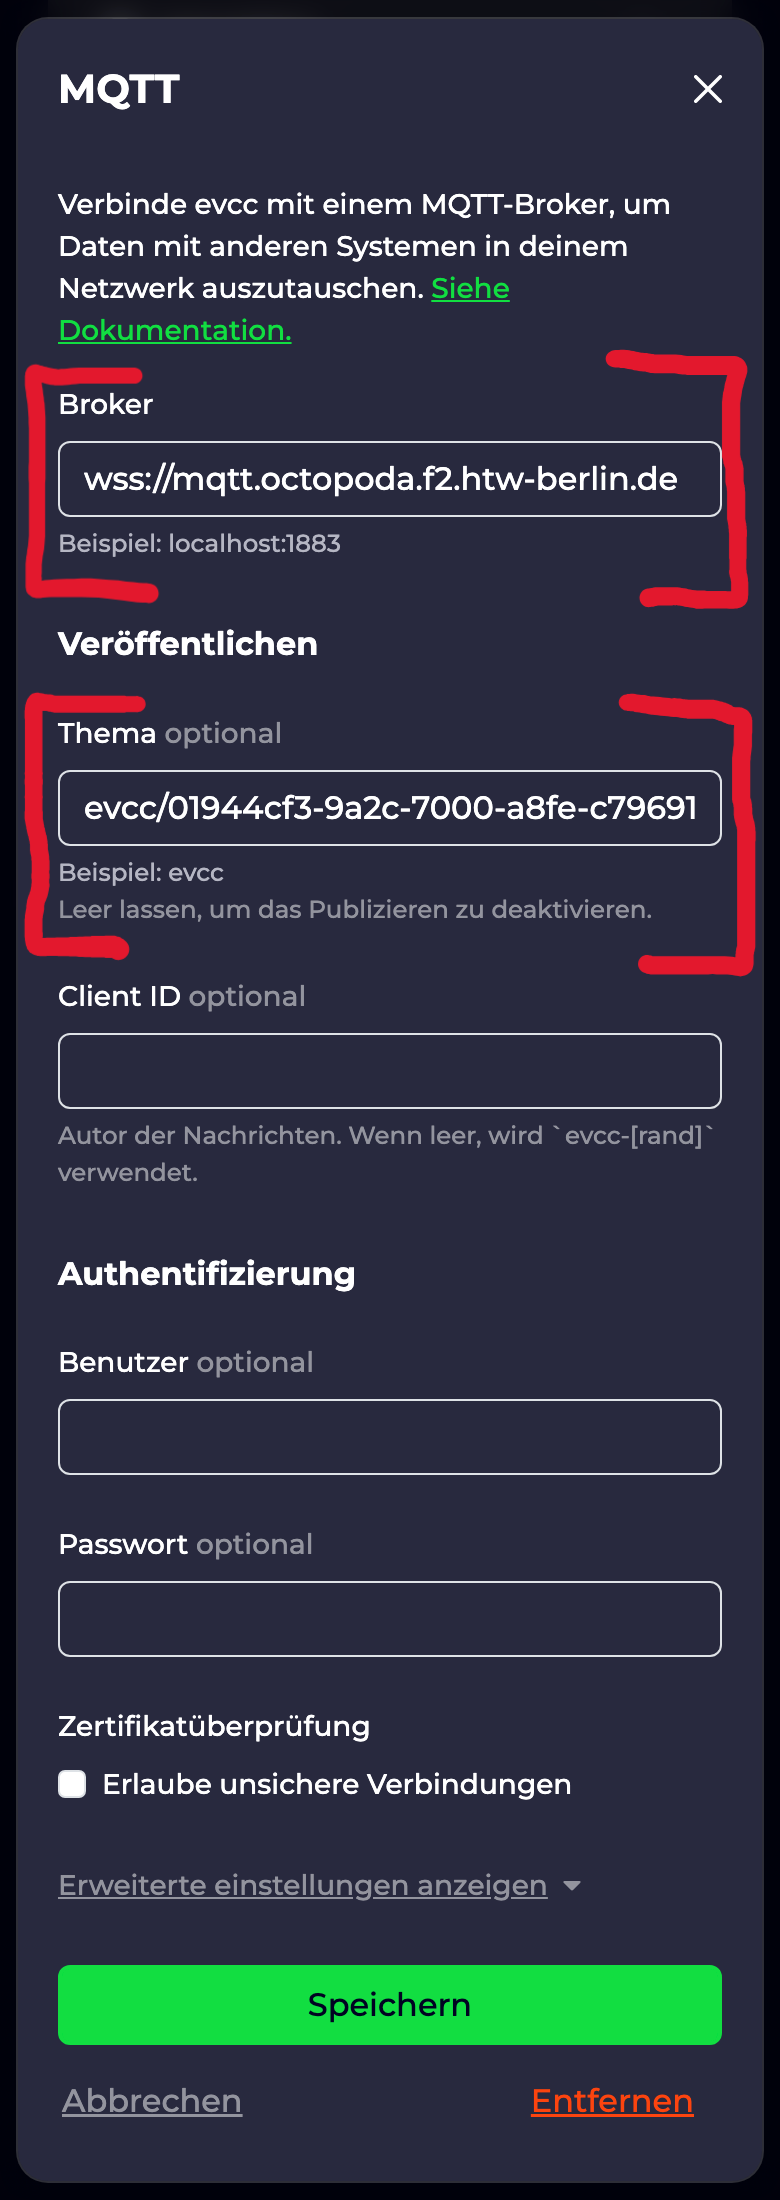 MQTT
Verbinde evcc mit einem MQTT-Broker, um
Daten mit anderen Systemen in deinem
Netzwerk auszutauschen. Siehe
Dokumentation.
Broker
wss://mqtt.octopoda.f2.htw-berlin.de
Beispiel: localhost:1883
Veröffentlichen
Thema optional
evcc/01944cf3-9a2c-7000-a8fe-c79691
Beispiel: evcc
Leer lassen, um das Publizieren zu deaktivieren.
Client ID optional
Autor der Nachrichten. Wenn leer, wird `evcc-[rand]`
verwendet.
Authentifizierung
Benutzer optional
Passwort optional
Zertifikatüberprüfung
Erlaube unsichere Verbindungen
Erweiterte einstellungen anzeigen
Speichern
Abbrechen
Entfernen